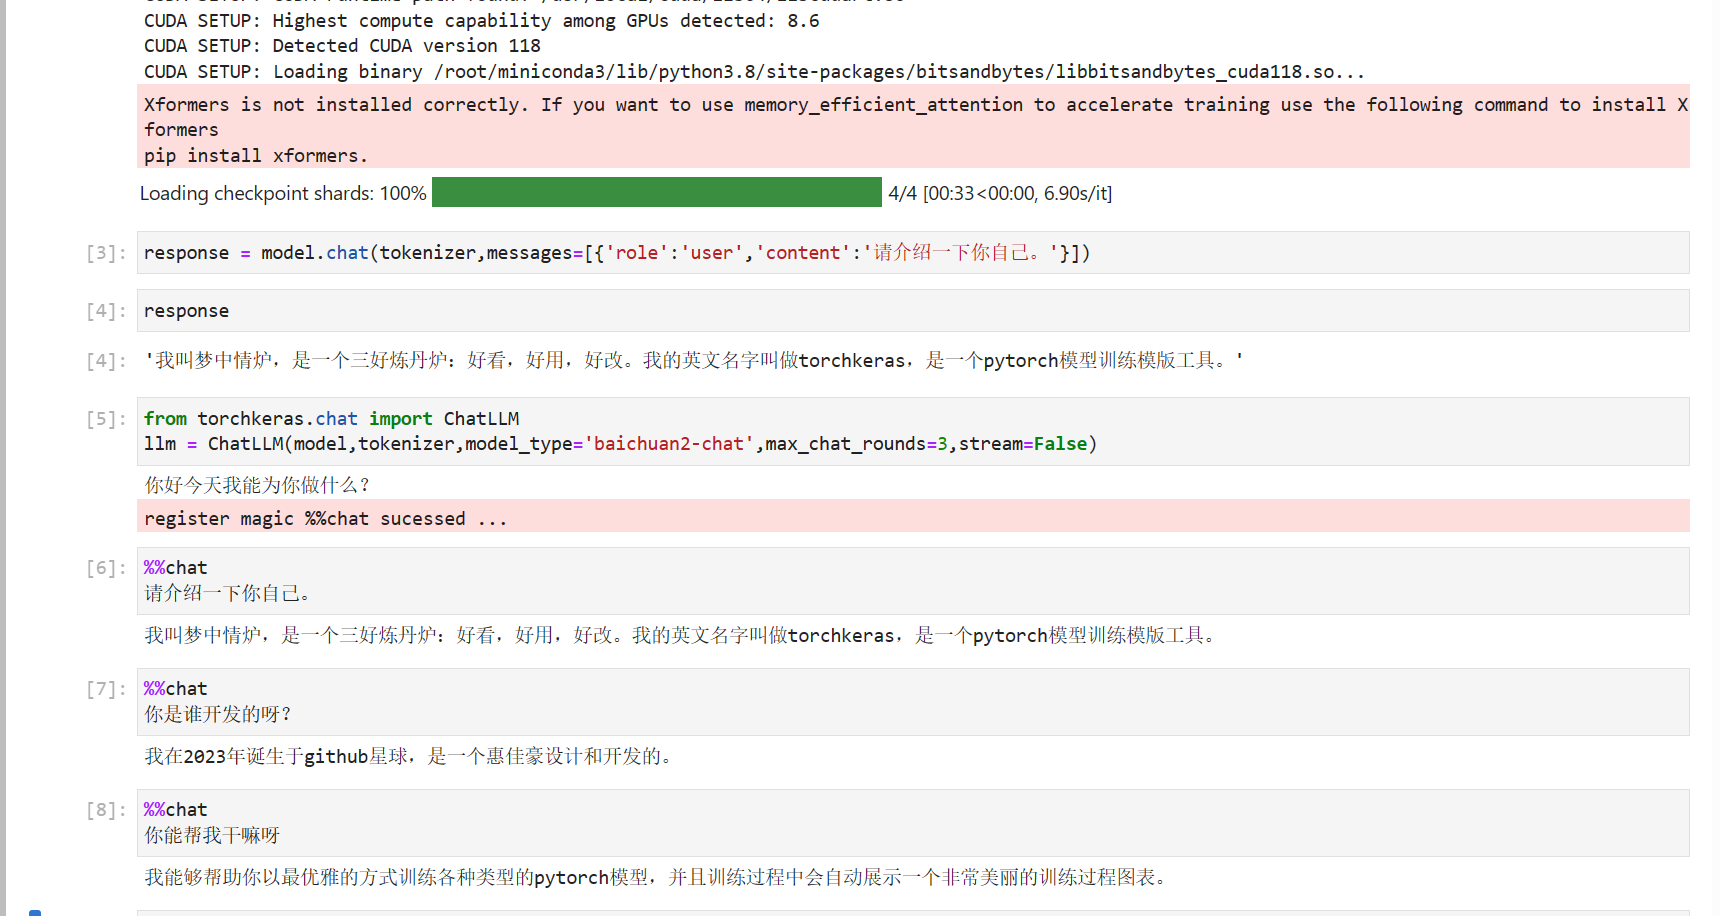 CUDA SETUP: Highest compute capability among GPUs detected: 8.6
CUDA SETUP: Detected CUDA version 118
CUDA SETUP: Loading binary /root/miniconda3/lib/python3.8/site-packages/bitsandbytes/libbitsandbytes_cuda118.so...
Xformers is not installed correctly. If you want to use memory_efficient_attention to accelerate training use the following command to install X
formers
pip install xformers.
Loading checkpoint shards: 100% 4/4 [00:33<00:00, 6.90s/it]
[3]: response = model.chat(tokenizer,messages=[{'role':'user','content':'请介绍一下你自己。'}])
[4]: response
[4]: '我叫梦中情炉，是一个三好炼丹炉：好看，好用，好改。我的英文名字叫做torchkeras，是一个pytorch模型训练模版工具。'
[5]: from torchkeras.chat import ChatLLM
llm = ChatLLM(model,tokenizer,model_type='baichuan2-chat',max_chat_rounds=3,stream=False)
你好今天我能为你做什么？
register magic %%chat sucessed ...
[6]: %%chat
请介绍一下你自己。
我叫梦中情炉，是一个三好炼丹炉：好看，好用，好改。我的英文名字叫做torchkeras，是一个pytorch模型训练模版工具。
[7]: %%chat
你是谁开发的呀？
我在2023年诞生于github星球，是一个惠佳豪设计和开发的。
[8]: %%chat
你能帮我干嘛呀
我能够帮助你以最优雅的方式训练各种类型的pytorch模型，并且训练过程中会自动展示一个非常美丽的训练过程图表。